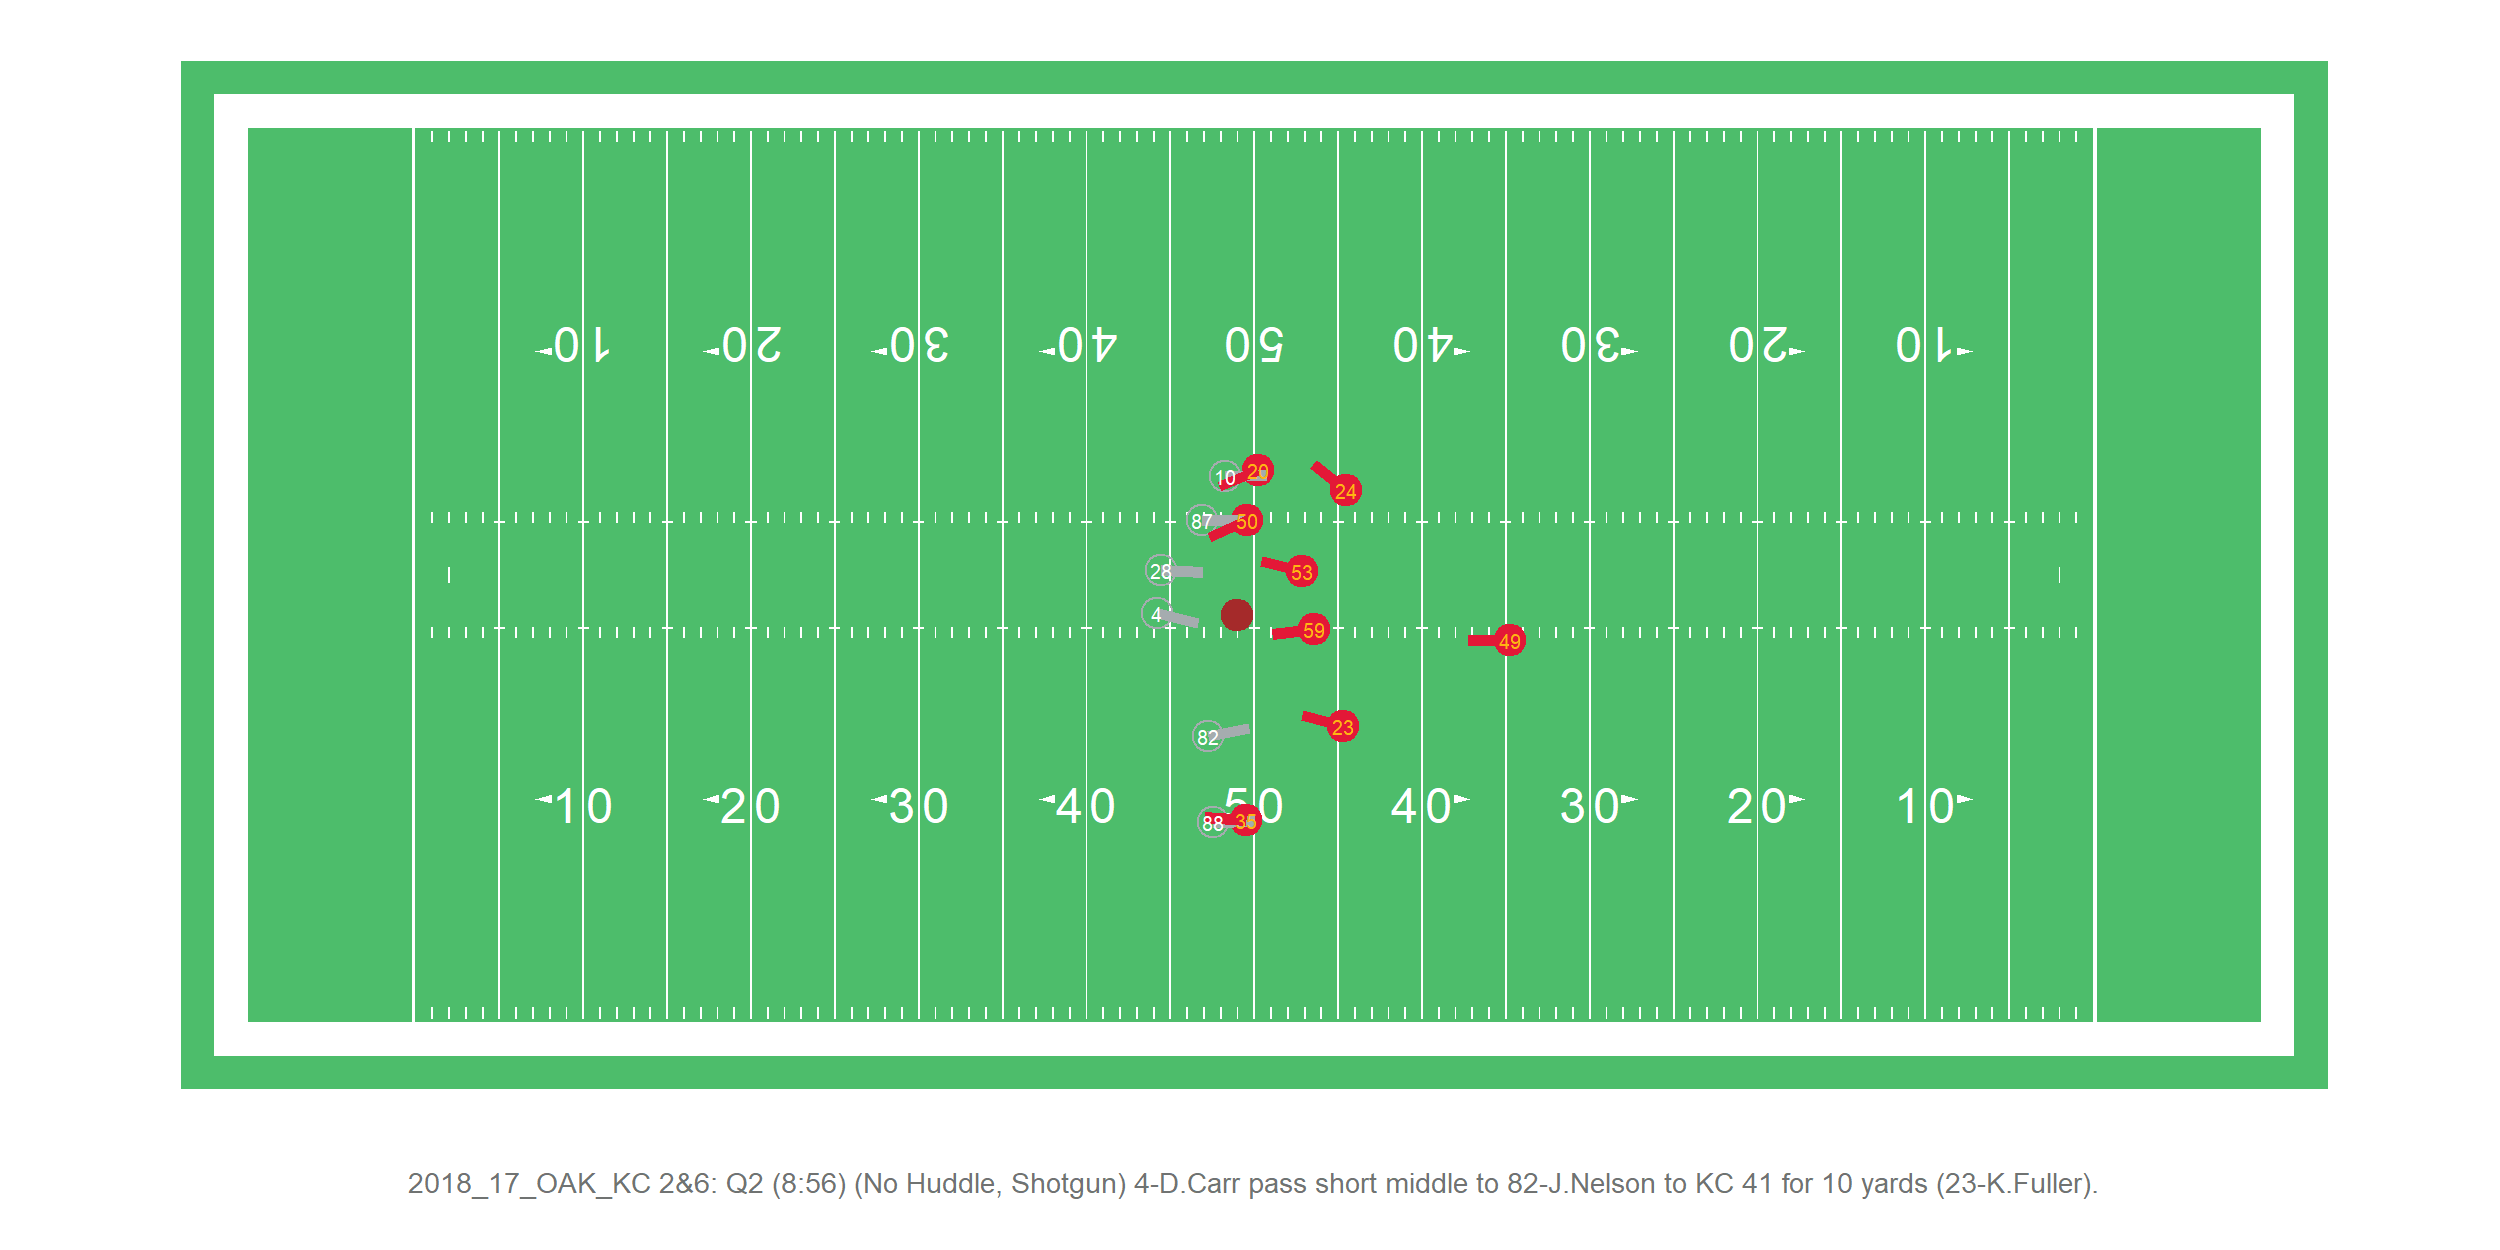 10 20 30 40 50 40 30 20 10
10 29 24
87 50
28 53
4 59 49
82 23
10 20 30 40 50 40 30 20 10
88
2018_17_OAK_KC 2&6: Q2 (8:56) (No Huddle, Shotgun) 4-D.Carr pass short middle to 82-J.Nelson to KC 41 for 10 yards (23-K.Fuller).